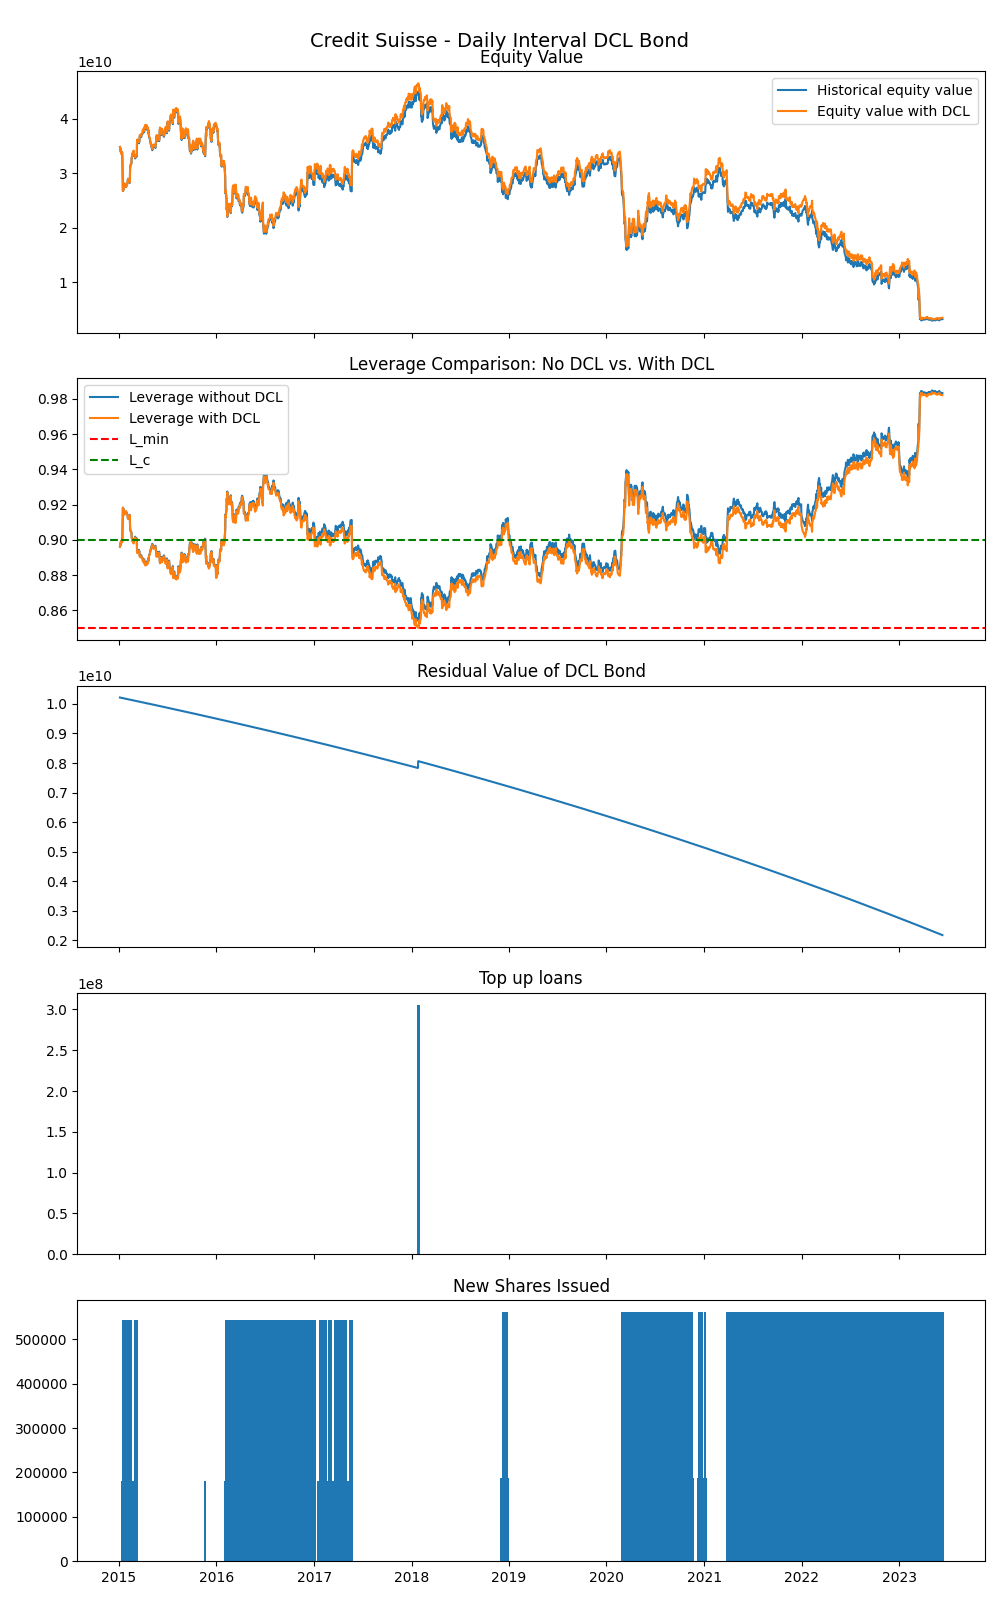 Credit Suisse - Daily Interval DCL Bond
Equity Value
1e10
Historical equity value
Equity value with DCL
4
3
2
1
Leverage Comparison: No DCL vs. With DCL
Leverage without DCL
Leverage with DCL
L_min
L_c
0.98
0.96
0.94
0.92
0.90
0.88
0.86
Residual Value of DCL Bond
1e10
1.0
0.9
0.8
0.7
0.6
0.5
0.4
0.3
0.2
Top up loans
1e8
3.0
2.5
2.0
1.5
1.0
0.5
0.0
New Shares Issued
500000
400000
300000
200000
100000
0
2015 2016 2017 2018 2019 2020 2021 2022 2023